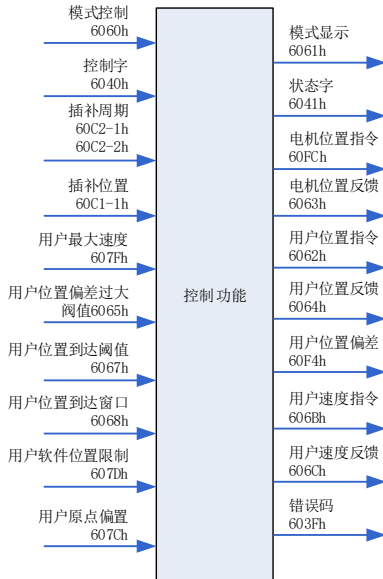 模式控制
6060h
控制字
6040h
插补周期
60C2-1h
60C2-2h
插补位置
60C1-1h
用户最大速度
607Fh
用户位置偏差过大
阀值6065h
用户位置到达阈值
6067h
用户位置到达窗口
6068h
用户软件位置限制
607Dh
用户原点偏置
607Ch
控制功能
模式显示
6061h
状态字
6041h
电机位置指令
60FCh
电机位置反馈
6063h
用户位置指令
6062h
用户位置反馈
6064h
用户位置偏差
60F4h
用户速度指令
606Bh
用户速度反馈
606Ch
错误码
603Fh